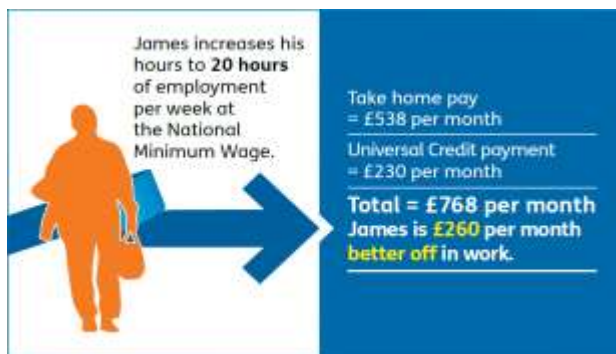 James increases his
hours to 20 hours
of employment
per week at
the National
Minimum Wage.
Take home pay
= £538 per month
Universal Credit payment
= £230 per month
Total = £768 per month
James is £260 per month
better off in work.